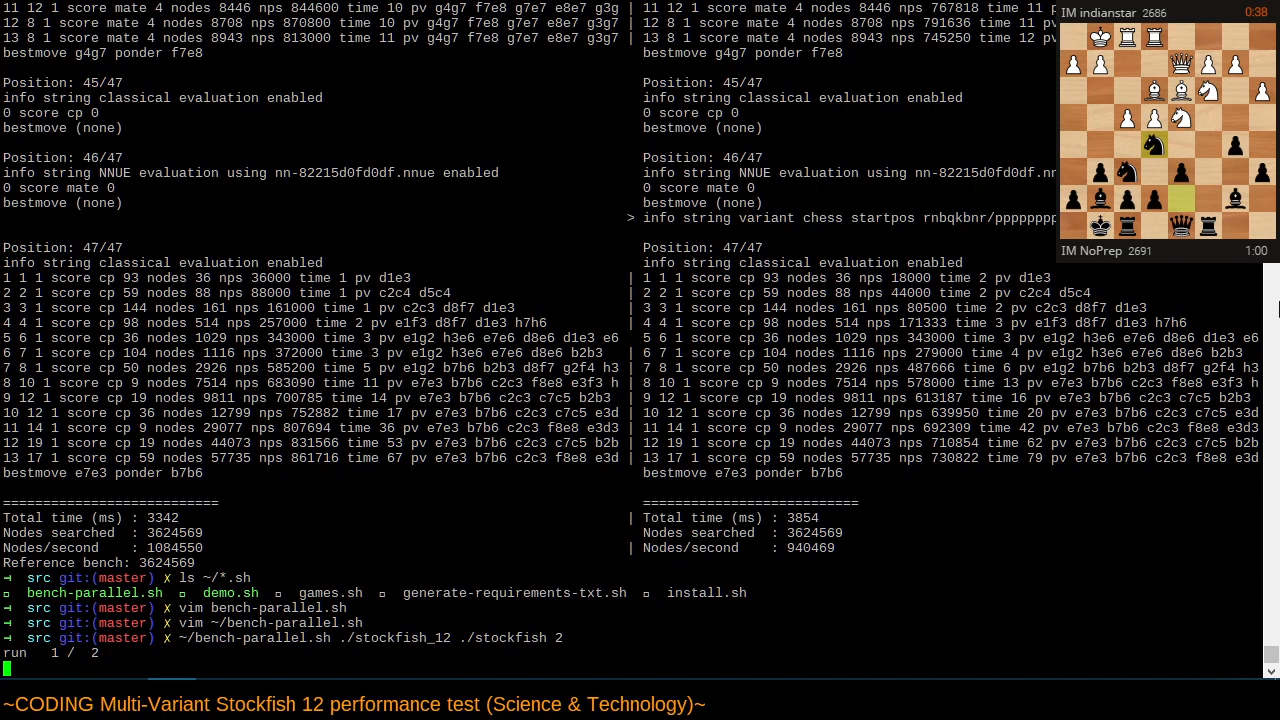 11 12 1 score mate 4 nodes 8446 nps 844600 time 10 pv g4g7 f7e8 g7e7 e8e7 g3g | 11 12 1 score mate 4 nodes 8446 nps 767818 time 11 p
12 8 1 score mate 4 nodes 8708 nps 870800 time 10 pv g4g7 f7e8 g7e7 e8e7 g3g7 | 12 8 1 score mate 4 nodes 8708 nps 791636 time 11 pv
13 8 1 score mate 4 nodes 8943 nps 813000 time 11 pv g4g7 f7e8 g7e7 e8e7 g3g7 | 13 8 1 score mate 4 nodes 8943 nps 745250 time 12 pv
bestmove g4g7 ponder f7e8 bestmove g4g7 ponder f7e8
Position: 45/47 Position: 45/47
info string classical evaluation enabled info string classical evaluation enabled
0 score cp 0 0 score cp 0
bestmove (none) bestmove (none)
Position: 46/47 Position: 46/47
info string NNUE evaluation using nn-82215d0fd0df.nnue enabled info string NNUE evaluation using nn-82215d0fd0df.nn
0 score mate 0 0 score mate 0
bestmove (none) bestmove (none)
> info string variant chess startpos rnbqkbnr/pppppppp
Position: 47/47 Position: 47/47
info string classical evaluation enabled info string classical evaluation enabled
1 1 1 score cp 93 nodes 36 nps 36000 time 1 pv d1e3 | 1 1 1 score cp 93 nodes 36 nps 18000 time 2 pv d1e3
2 2 1 score cp 59 nodes 88 nps 88000 time 1 pv c2c4 d5c4 | 2 2 1 score cp 59 nodes 88 nps 44000 time 2 pv c2c4 d5c4
3 3 1 score cp 144 nodes 161 nps 161000 time 1 pv c2c3 d8f7 d1e3 | 3 3 1 score cp 144 nodes 161 nps 80500 time 2 pv c2c3 d8f7 d1e3
4 4 1 score cp 98 nodes 514 nps 257000 time 2 pv e1f3 d8f7 d1e3 h7h6 | 4 4 1 score cp 98 nodes 514 nps 171333 time 3 pv e1f3 d8f7 d1e3 h7h6
5 6 1 score cp 36 nodes 1029 nps 343000 time 3 pv e1g2 h3e6 e7e6 d8e6 d1e3 e6 5 6 1 score cp 36 nodes 1029 nps 343000 time 3 pv e1g2 h3e6 e7e6 d8e6 d1e3 e6
6 7 1 score cp 104 nodes 1116 nps 372000 time 3 pv e1g2 h3e6 e7e6 d8e6 b2b3 | 6 7 1 score cp 104 nodes 1116 nps 279000 time 4 pv e1g2 h3e6 e7e6 d8e6 b2b3
7 8 1 score cp 50 nodes 2926 nps 585200 time 5 pv e1g2 b7b6 b2b3 d8f7 g2f4 h3 | 7 8 1 score cp 50 nodes 2926 nps 487666 time 6 pv e1g2 b7b6 b2b3 d8f7 g2f4 h3
8 10 1 score cp 9 nodes 7514 nps 683090 time 11 pv e7e3 b7b6 c2c3 f8e8 e3f3 h | 8 10 1 score cp 9 nodes 7514 nps 578000 time 13 pv e7e3 b7b6 c2c3 f8e8 e3f3 h
9 12 1 score cp 19 nodes 9811 nps 700785 time 14 pv e7e3 b7b6 c2c3 c7c5 b2b3 | 9 12 1 score cp 19 nodes 9811 nps 613187 time 16 pv e7e3 b7b6 c2c3 c7c5 b2b3
10 12 1 score cp 36 nodes 12799 nps 752882 time 17 pv e7e3 b7b6 c2c3 f8e8 e3d | 10 12 1 score cp 36 nodes 12799 nps 639950 time 20 pv e7e3 b7b6 c2c3 f8e8 e3d
11 14 1 score cp 9 nodes 29077 nps 807694 time 36 pv e7e3 b7b6 c2c3 f8e8 e3d3 | 11 14 1 score cp 9 nodes 29077 nps 692309 time 42 pv e7e3 b7b6 c2c3 f8e8 e3d3
12 19 1 score cp 19 nodes 44073 nps 831566 time 53 pv e7e3 b7b6 c2c3 c7c5 b2b | 12 19 1 score cp 19 nodes 44073 nps 710854 time 62 pv e7e3 b7b6 c2c3 c7c5 b2b
13 17 1 score cp 59 nodes 57735 nps 861716 time 67 pv e7e3 b7b6 c2c3 f8e8 e3d | 13 17 1 score cp 59 nodes 57735 nps 730822 time 79 pv e7e3 b7b6 c2c3 f8e8 e3d
bestmove e7e3 ponder b7b6 bestmove e7e3 ponder b7b6
=========================== ===========================
Total time (ms) : 3342 | Total time (ms) : 3854
Nodes searched : 3624569 Nodes searched : 3624569
Nodes/second : 1084550 | Nodes/second : 940469
Reference bench: 3624569
src git:(master) ✗ ls ~/*.sh
bench-parallel.sh demo.sh games.sh generate-requirements-txt.sh install.sh
src git:(master) ✗ vim bench-parallel.sh
src git:(master) ✗ vim ~/bench-parallel.sh
src git:(master) ✗ ~/bench-parallel.sh ./stockfish_12 ./stockfish 2
run 1 / 2
IM indianstar 2686 0:38
IM NoPrep 2691 1:00
~CODING Multi-Variant Stockfish 12 performance test (Science & Technology)~